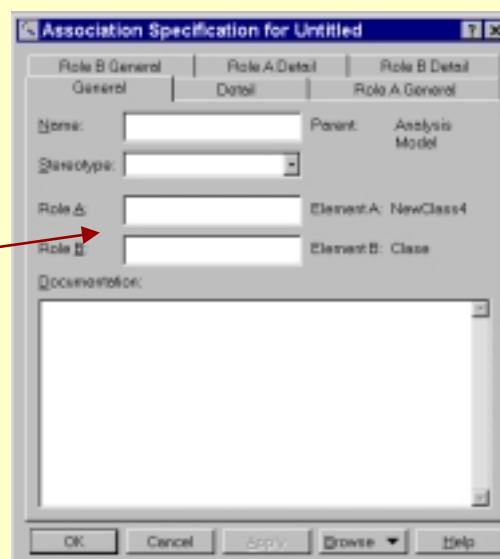 Association Specification for Untitled
Role B General Role A Detail Role B Detail
General Detail Role A General
Name: Parent: Analysis Model
Stereotype:
Role A: Element A: NewClass4
Role B: Element B: Clase
Documentation:
OK Cancel Apply Browse Help